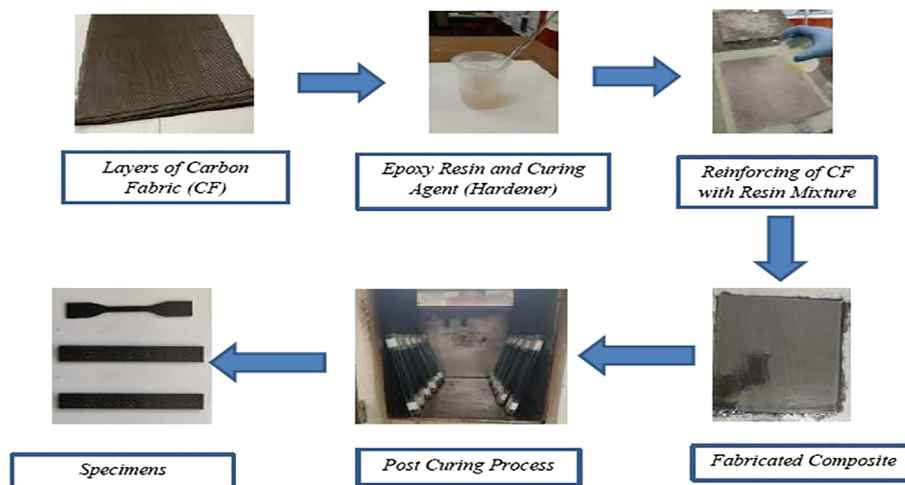 Layers of Carbon
Fabric (CF)
Epoxy Resin and Curing
Agent (Hardener)
Reinforcing of CF
with Resin Mixture
Specimens
Post Curing Process
Fabricated Composite